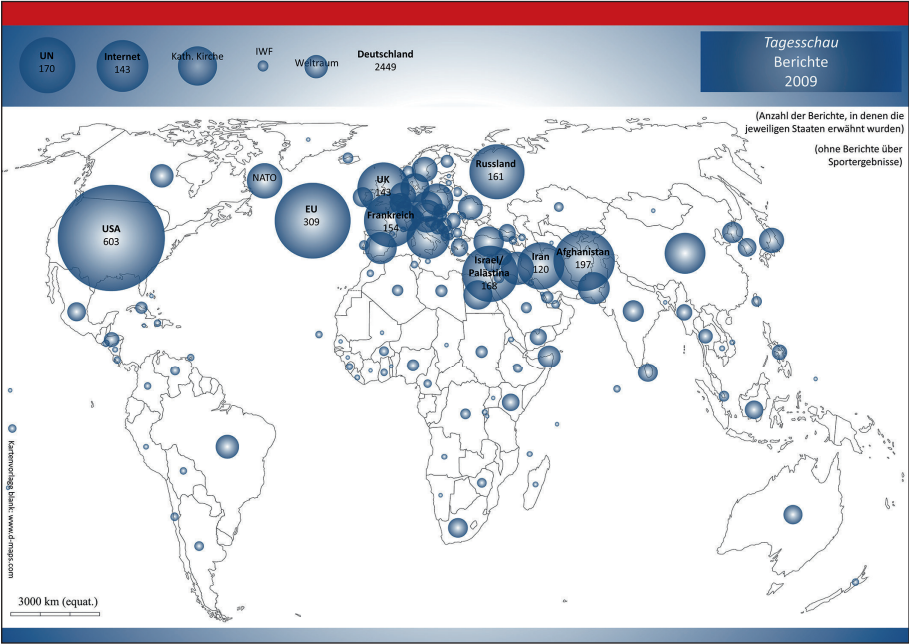 UN
170
Internet
143
Kath. Kirche
IWF
Weltraum
Deutschland
2449
Tagesschau
Berichte
2009
(Anzahl der Berichte, in denen die
jeweiligen Staaten erwähnt wurden)
(ohne Berichte über
Sportergebnisse)
NATO
UK
143
Russland
161
USA
603
EU
309
Frankreich
154
Israel/
Palästina
168
Iran
120
Afghanistan
197
Kartenvorlagg blank: www.d-maps.com
3000 km (equat.)